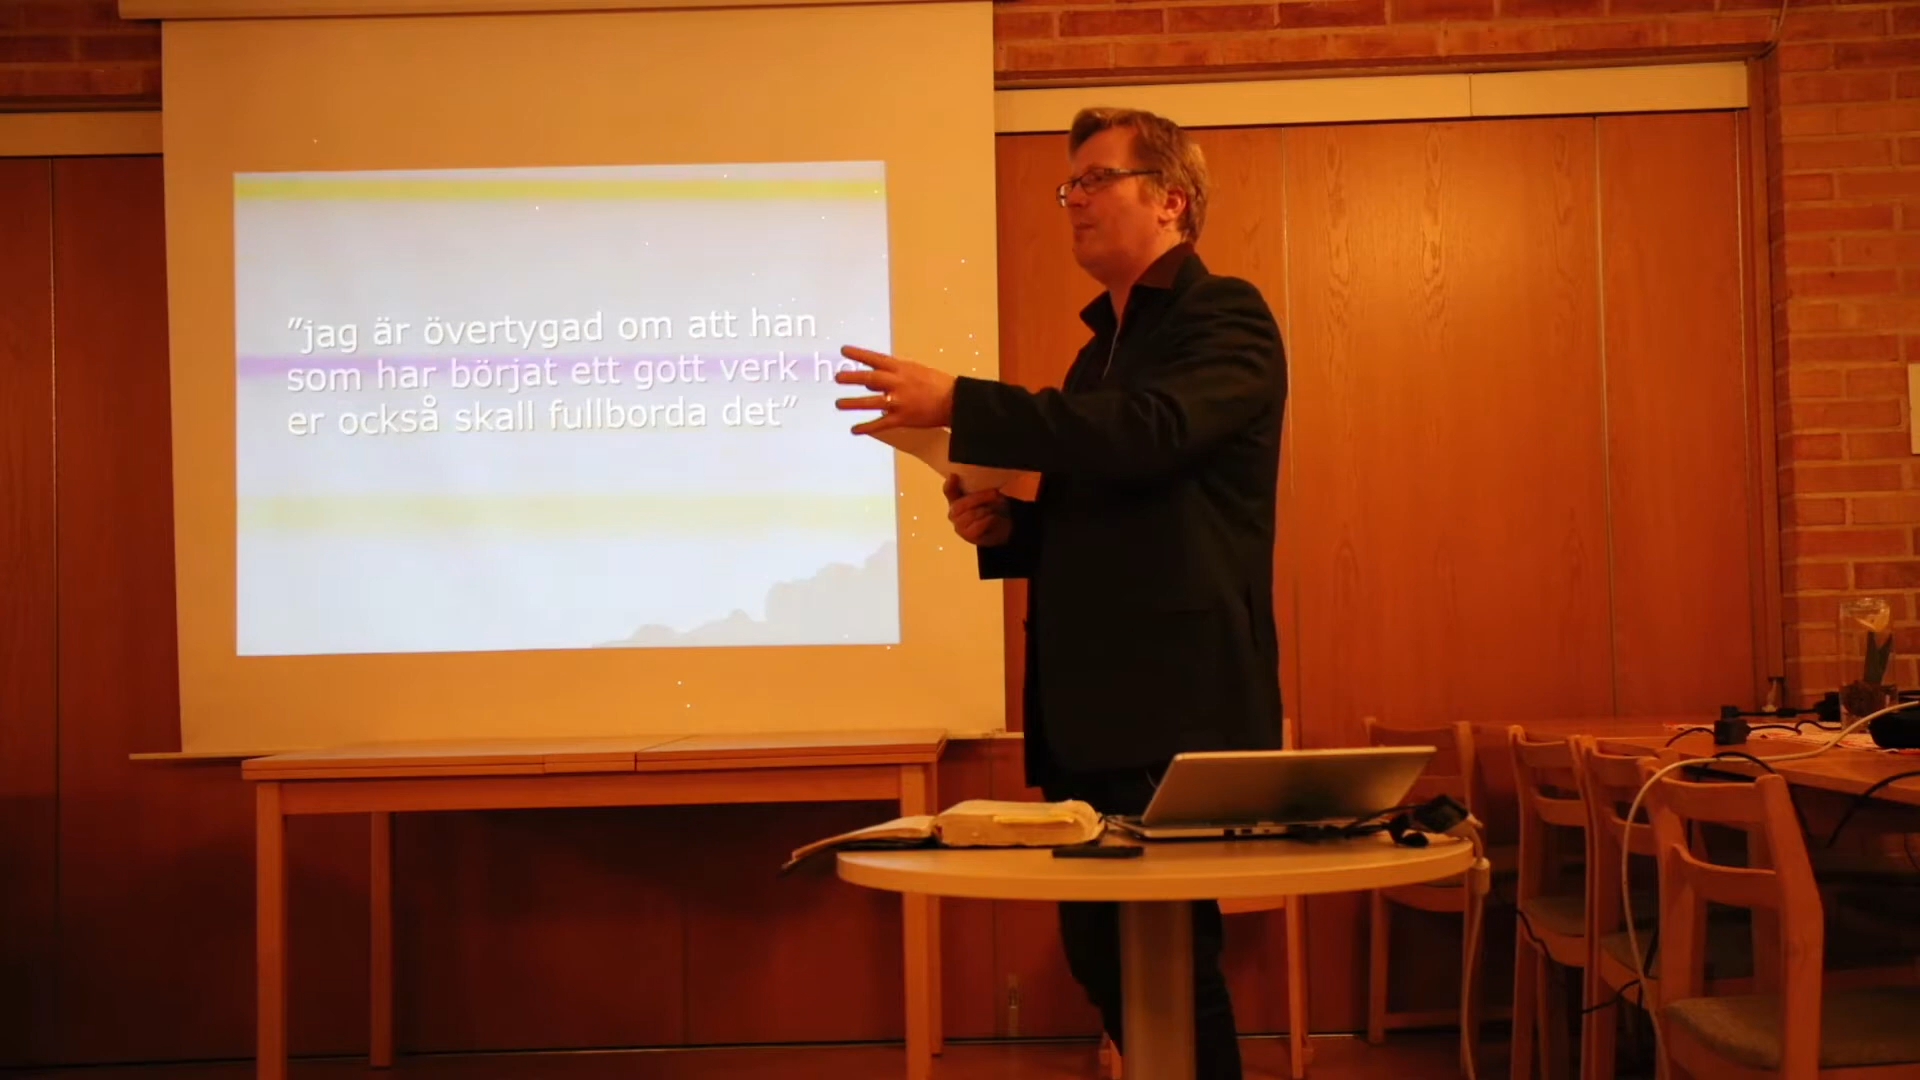 ”jag är övertygad om att han
som har börjat ett gott verk
er också skall fullborda det”